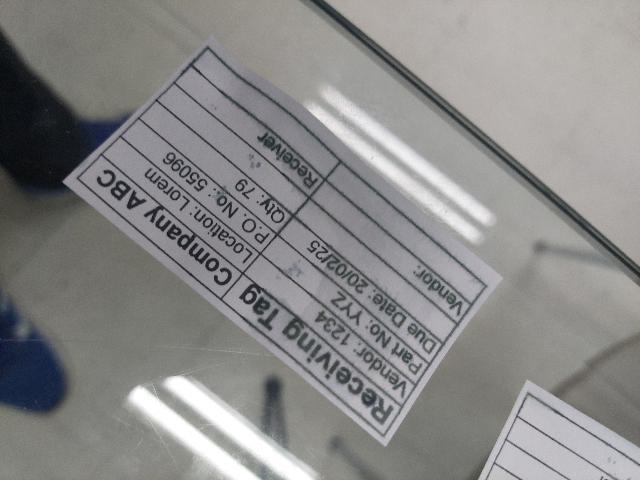 Receiving Tag Company ABC
Vendor: 1234 Location: Lorem
Part No: YYZ P.O. No.: 55096
Due Date: 20/02/25 Qty: 79
Vendor: Receiver
Receiver